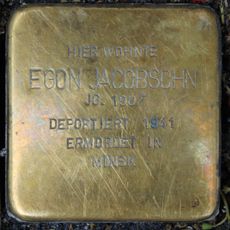 HIER WOHNTE
EGON JACOBSOHN
JG. 1907
DEPORTIERT 1941
ERMORDET IN
MINSK